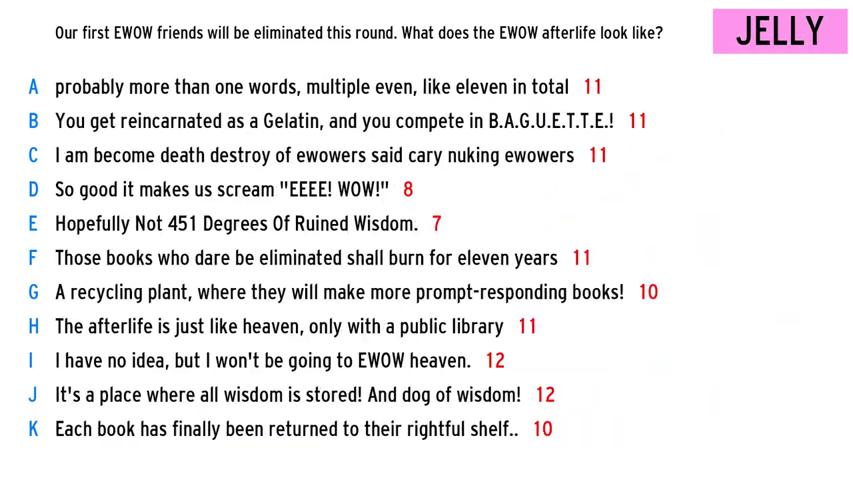 Our first EWOW friends will be eliminated this round. What does the EWOW afterlife look like?
JELLY
A probably more than one words, multiple even, like eleven in total 11
B You get reincarnated as a Gelatin, and you compete in B.A.G.U.E.T.T.E.! 11
C I am become death destroy of ewowers said cary nuking ewowers 11
D So good it makes us scream "EEEE! WOW!" 8
E Hopefully Not 451 Degrees Of Ruined Wisdom. 7
F Those books who dare be eliminated shall burn for eleven years 11
G A recycling plant, where they will make more prompt-responding books! 10
H The afterlife is just like heaven, only with a public library 11
I I have no idea, but I won't be going to EWOW heaven. 12
J It's a place where all wisdom is stored! And dog of wisdom! 12
K Each book has finally been returned to their rightful shelf.. 10